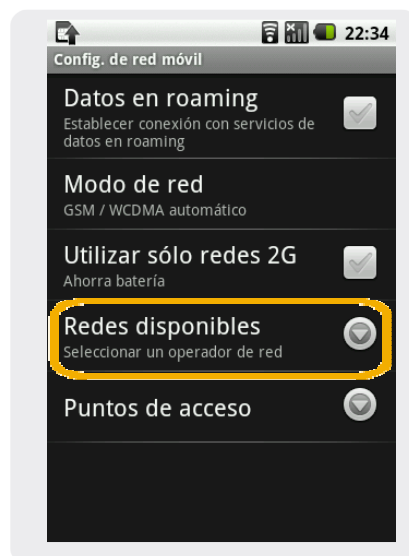 22:34
Config. de red móvil
Datos en roaming
Establecer conexión con servicios de
datos en roaming
Modo de red
GSM / WCDMA automático
Utilizar sólo redes 2G
Ahorra batería
Redes disponibles
Seleccionar un operador de red
Puntos de acceso